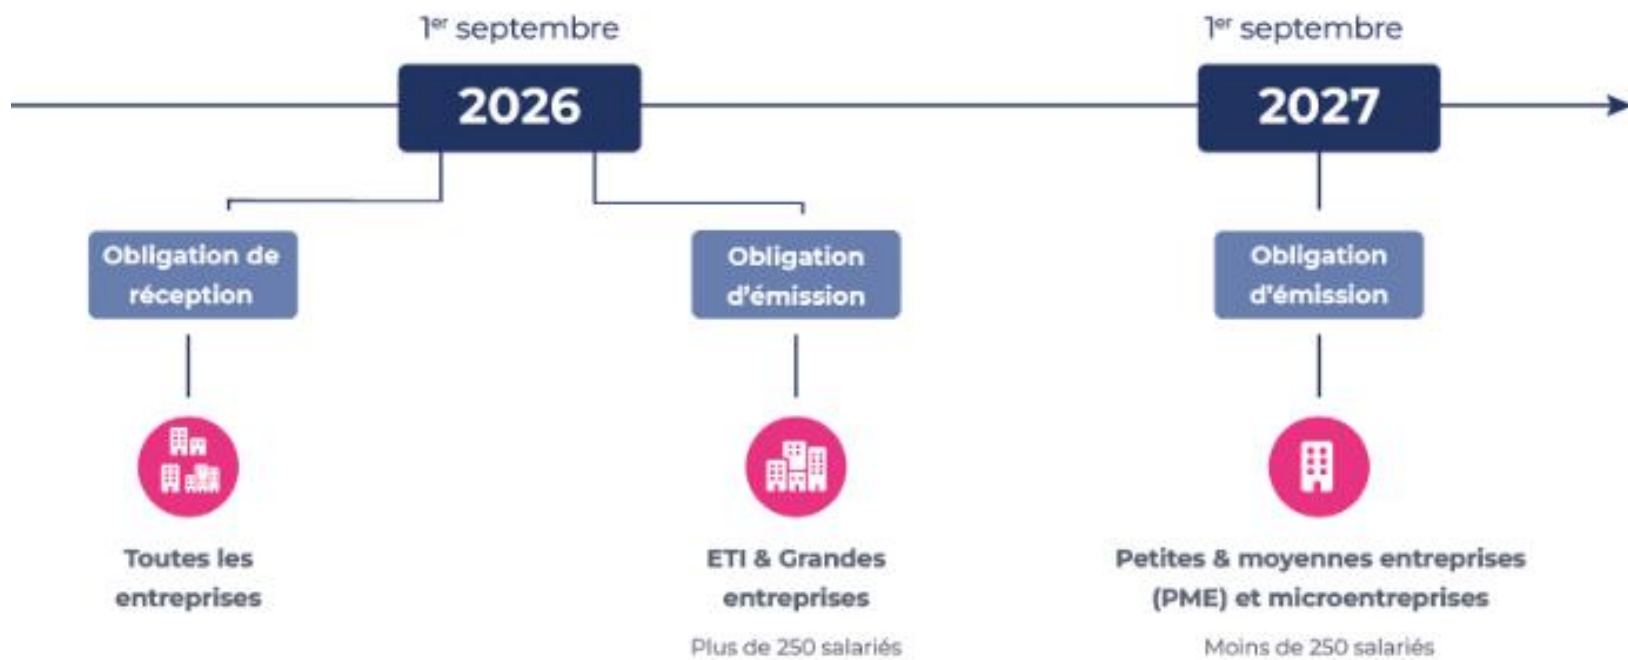 1er septembre
2026
1er septembre
2027
Obligation de
réception
Obligation
d'émission
Obligation
d'émission
Toutes les
entreprises
ETI & Grandes
entreprises
Plus de 250 salariés
Petites & moyennes entreprises
(PME) et microentreprises
Moins de 250 salariés